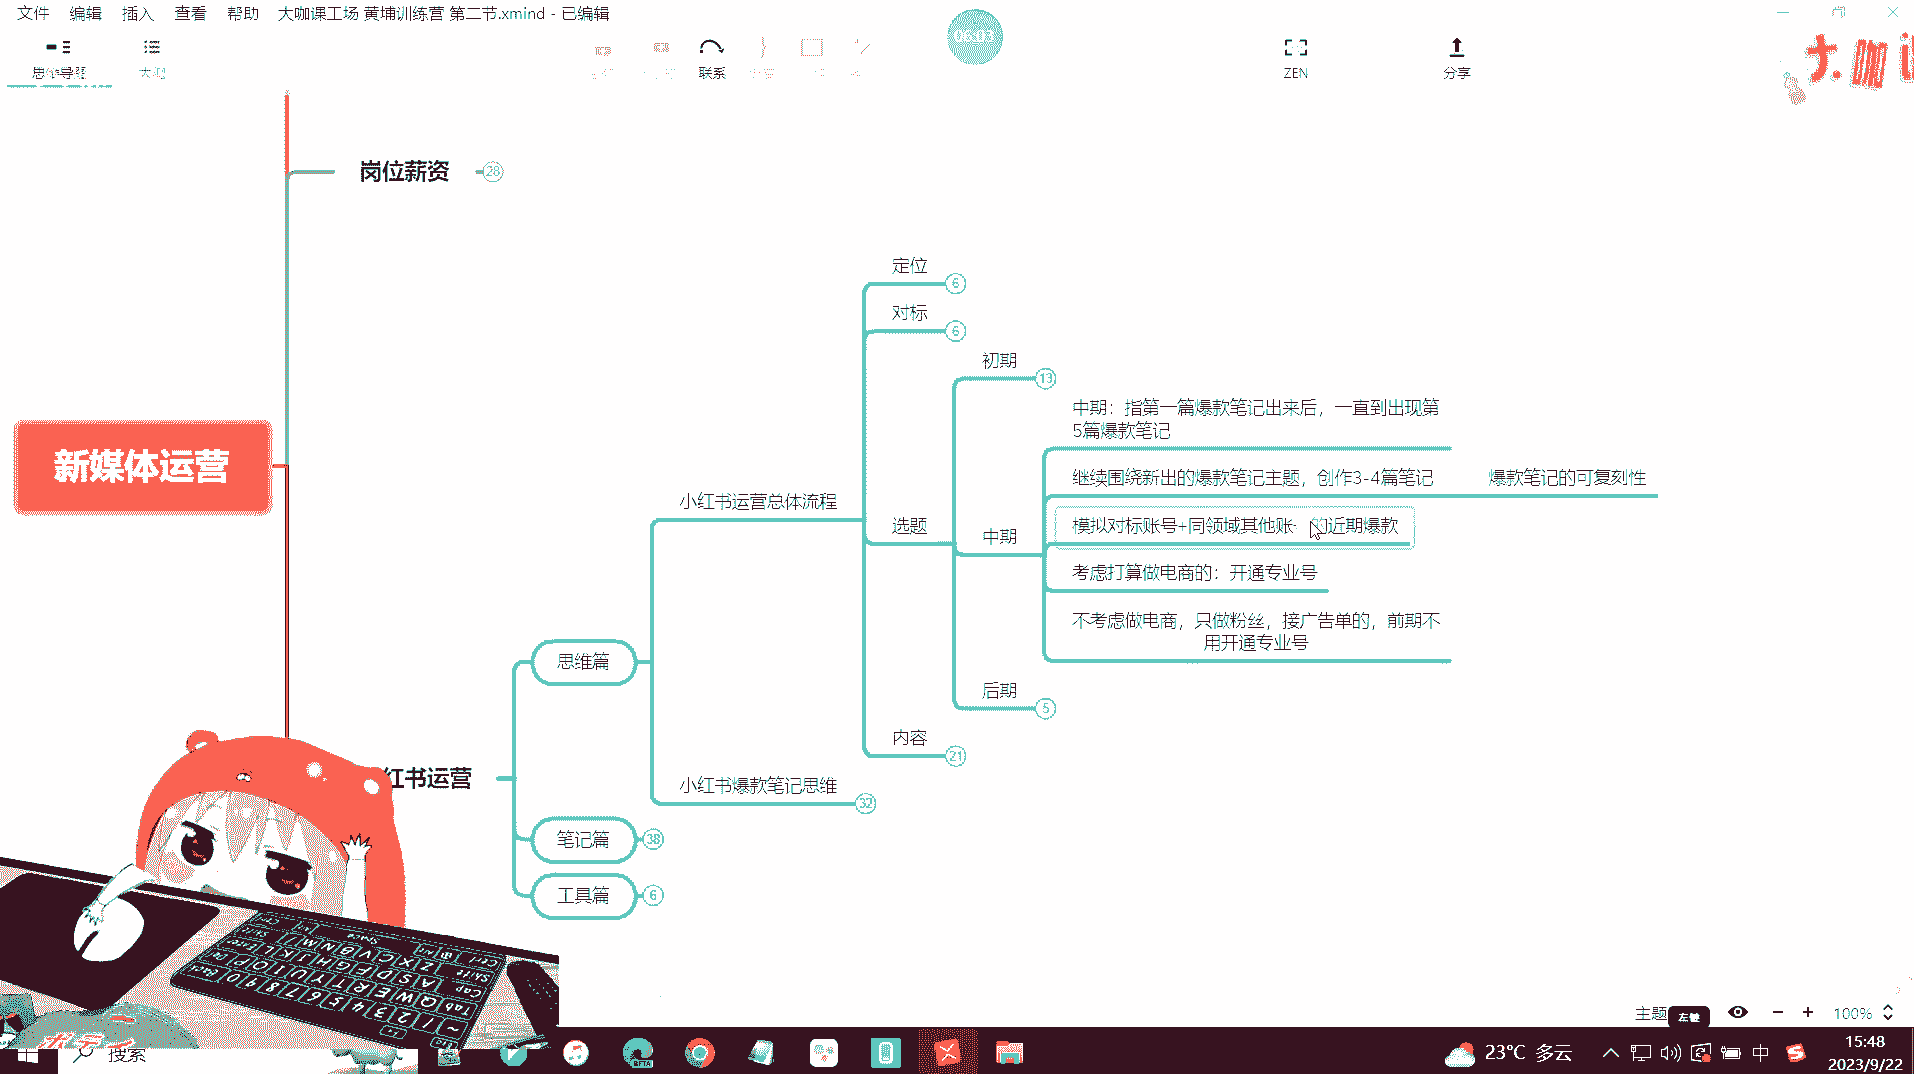 文件 编辑 插入 查看 帮助 大咖课工场 黄埔训练营 第二节.xmind - 已编辑
06:03
思维导图 大纲 联系 ZEN 分享
大咖
岗位薪资 28
定位 6
对标 6
初期 13
中期：指第一篇爆款笔记出来后，一直到出现第
5篇爆款笔记
继续围绕新出的爆款笔记主题，创作3-4篇笔记 爆款笔记的可复刻性
新媒体运营
小红书运营总体流程
选题
中期
模拟对标账号+同领域其他账 的近期爆款
考虑打算做电商的：开通专业号
不考虑做电商，只做粉丝，接广告单的，前期不
用开通专业号
思维篇
后期 5
内容 21
红书运营
小红书爆款笔记思维 32
笔记篇 38
工具篇 6
主题
左键
100%
搜索
BETA
23°C 多云
中
15:48
2023/9/22